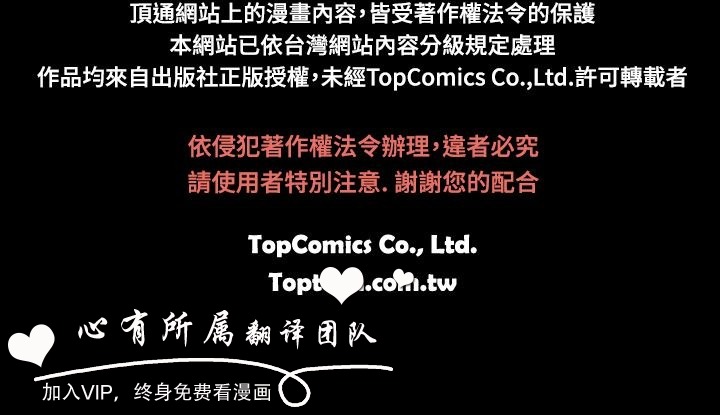 頂通網站上的漫畫內容，皆受著作權法令的保護
本網站已依台灣網站內容分級規定處理
作品均來自出版社正版授權，未經TopComics Co.,Ltd.許可轉載者
依侵犯著作權法令辦理，違者必究
請使用者特別注意. 謝謝您的配合
TopComics Co., Ltd.
.com.tw
心有所属翻译团队
加入VIP，终身免费看漫画